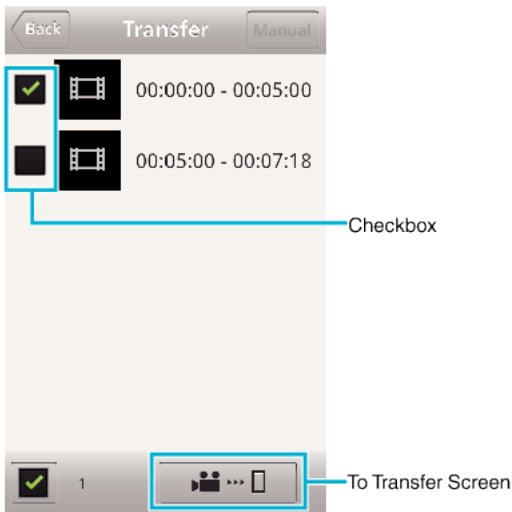 Back Transfer Manual
00:00:00 - 00:05:00
00:05:00 - 00:07:18
Checkbox
1
To Transfer Screen